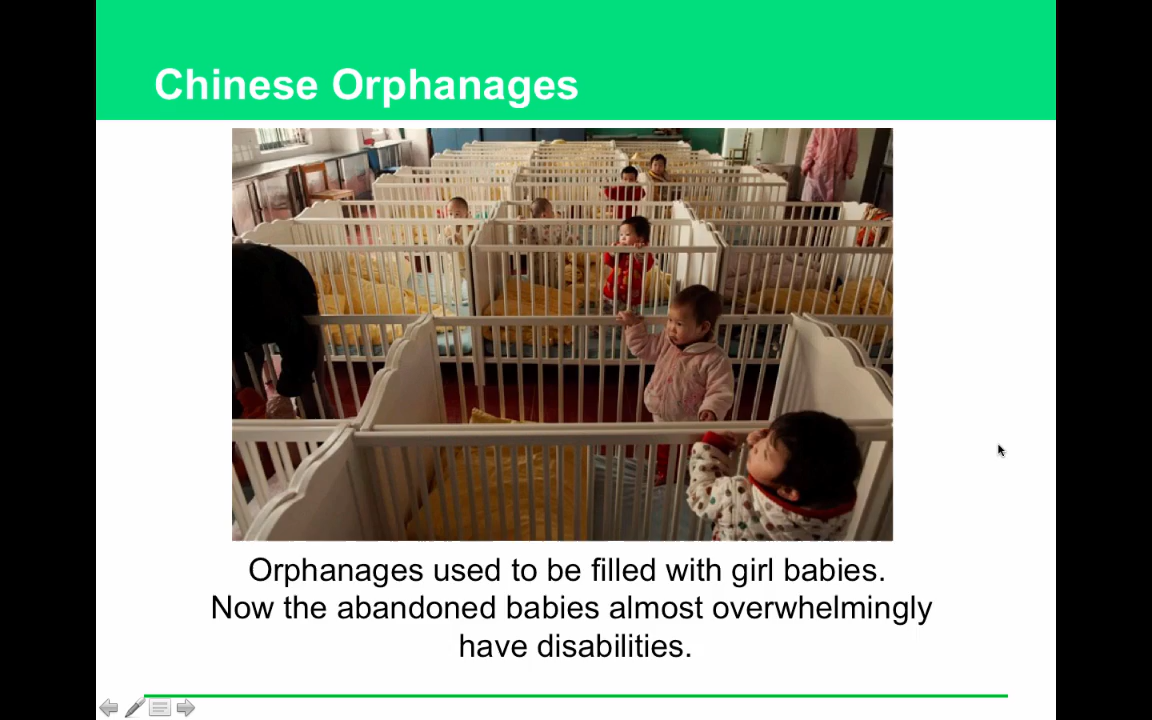 Chinese Orphanages
Orphanages used to be filled with girl babies.
Now the abandoned babies almost overwhelmingly
have disabilities.